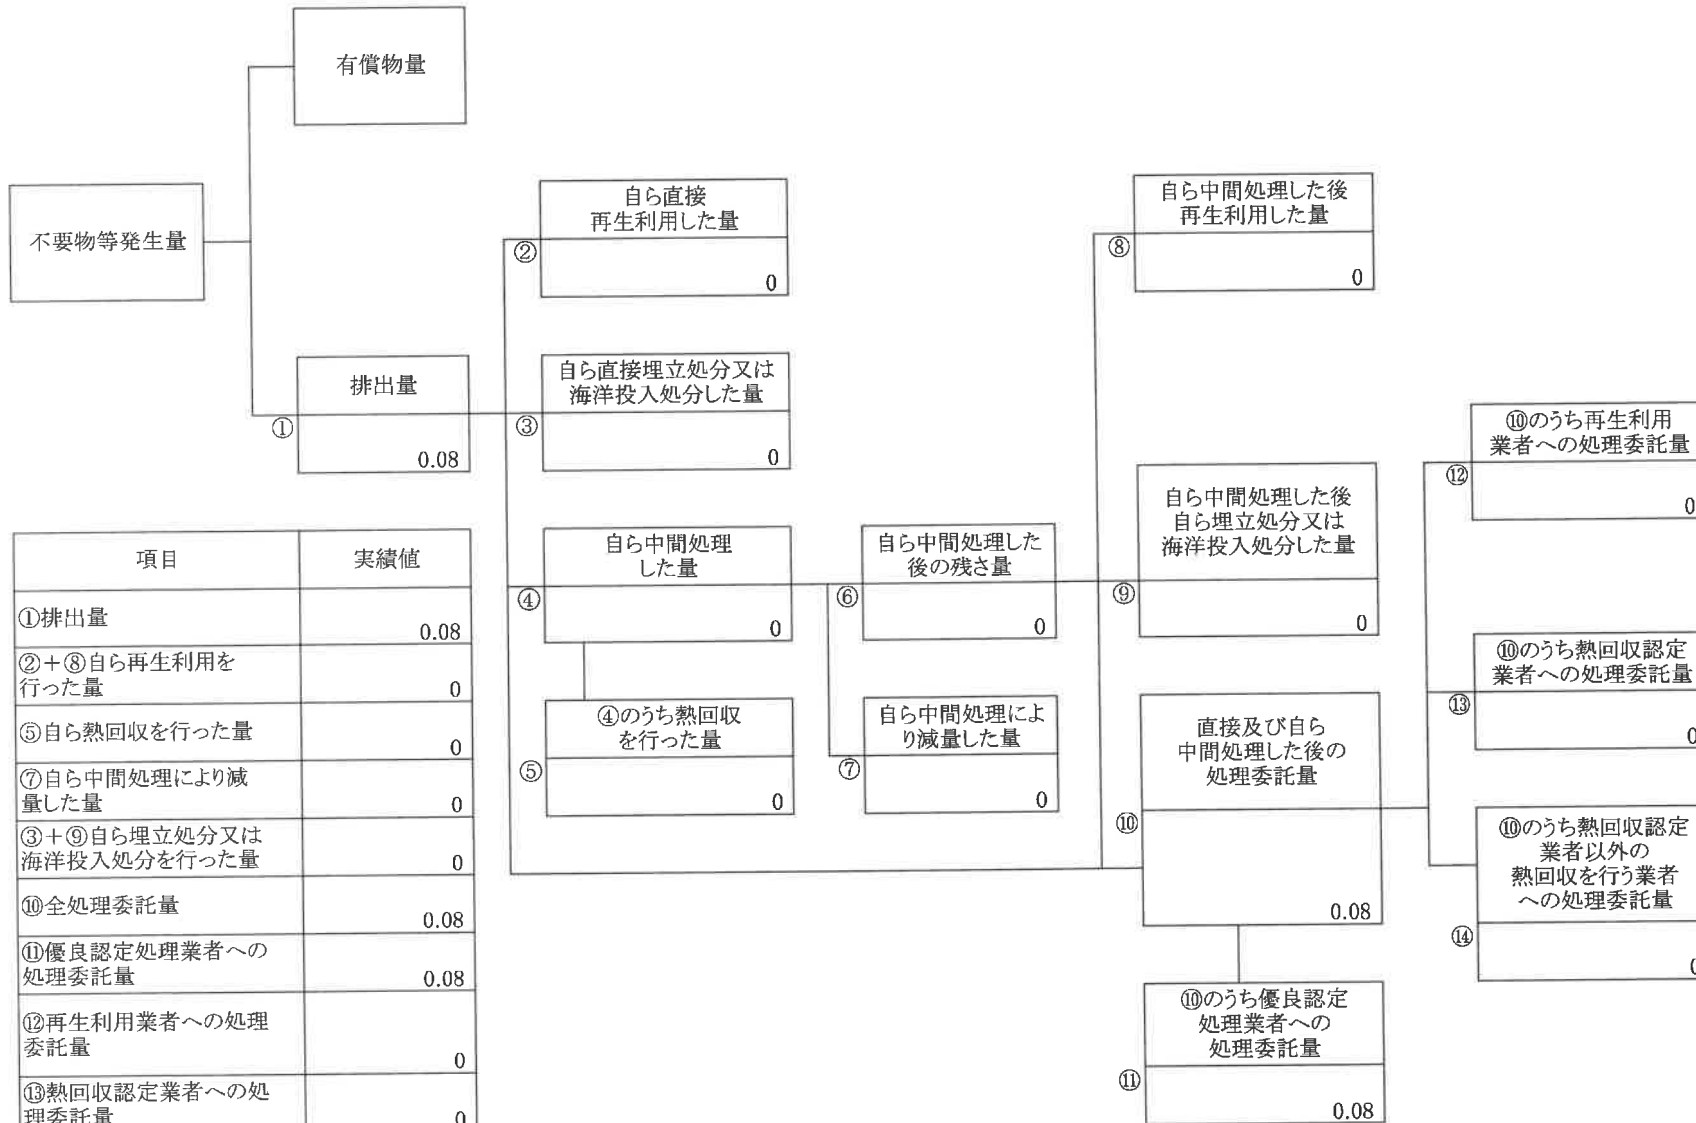 有償物量
不要物等発生量
排出量
①
0.08
自ら直接
再生利用した量
②
0
自ら直接埋立処分又は
海洋投入処分した量
③
0
自ら中間処理
した量
④
0
④のうち熱回収
を行った量
⑤
0
自ら中間処理した
後の残さ量
⑥
0
自ら中間処理によ
り減量した量
⑦
0
自ら中間処理した後
再生利用した量
⑧
0
自ら中間処理した後
自ら埋立処分又は
海洋投入処分した量
⑨
0
直接及び自ら
中間処理した後の
処理委託量
⑩
0.08
⑩のうち優良認定
処理業者への
処理委託量
⑪
0.08
⑩のうち再生利用
業者への処理委託量
⑫
0
⑩のうち熱回収認定
業者への処理委託量
⑬
0
⑩のうち熱回収認定
業者以外の
熱回収を行う業者
への処理委託量
⑭
0
項目 実績値
①排出量
0.08
②+⑧自ら再生利用を
行った量 0
⑤自ら熱回収を行った量
0
⑦自ら中間処理により減
量した量 0
③+⑨自ら埋立処分又は
海洋投入処分を行った量 0
⑩全処理委託量
0.08
⑪優良認定処理業者への
処理委託量 0.08
⑫再生利用業者への処理
委託量
0
⑬熱回収認定業者への処
理委託量 0